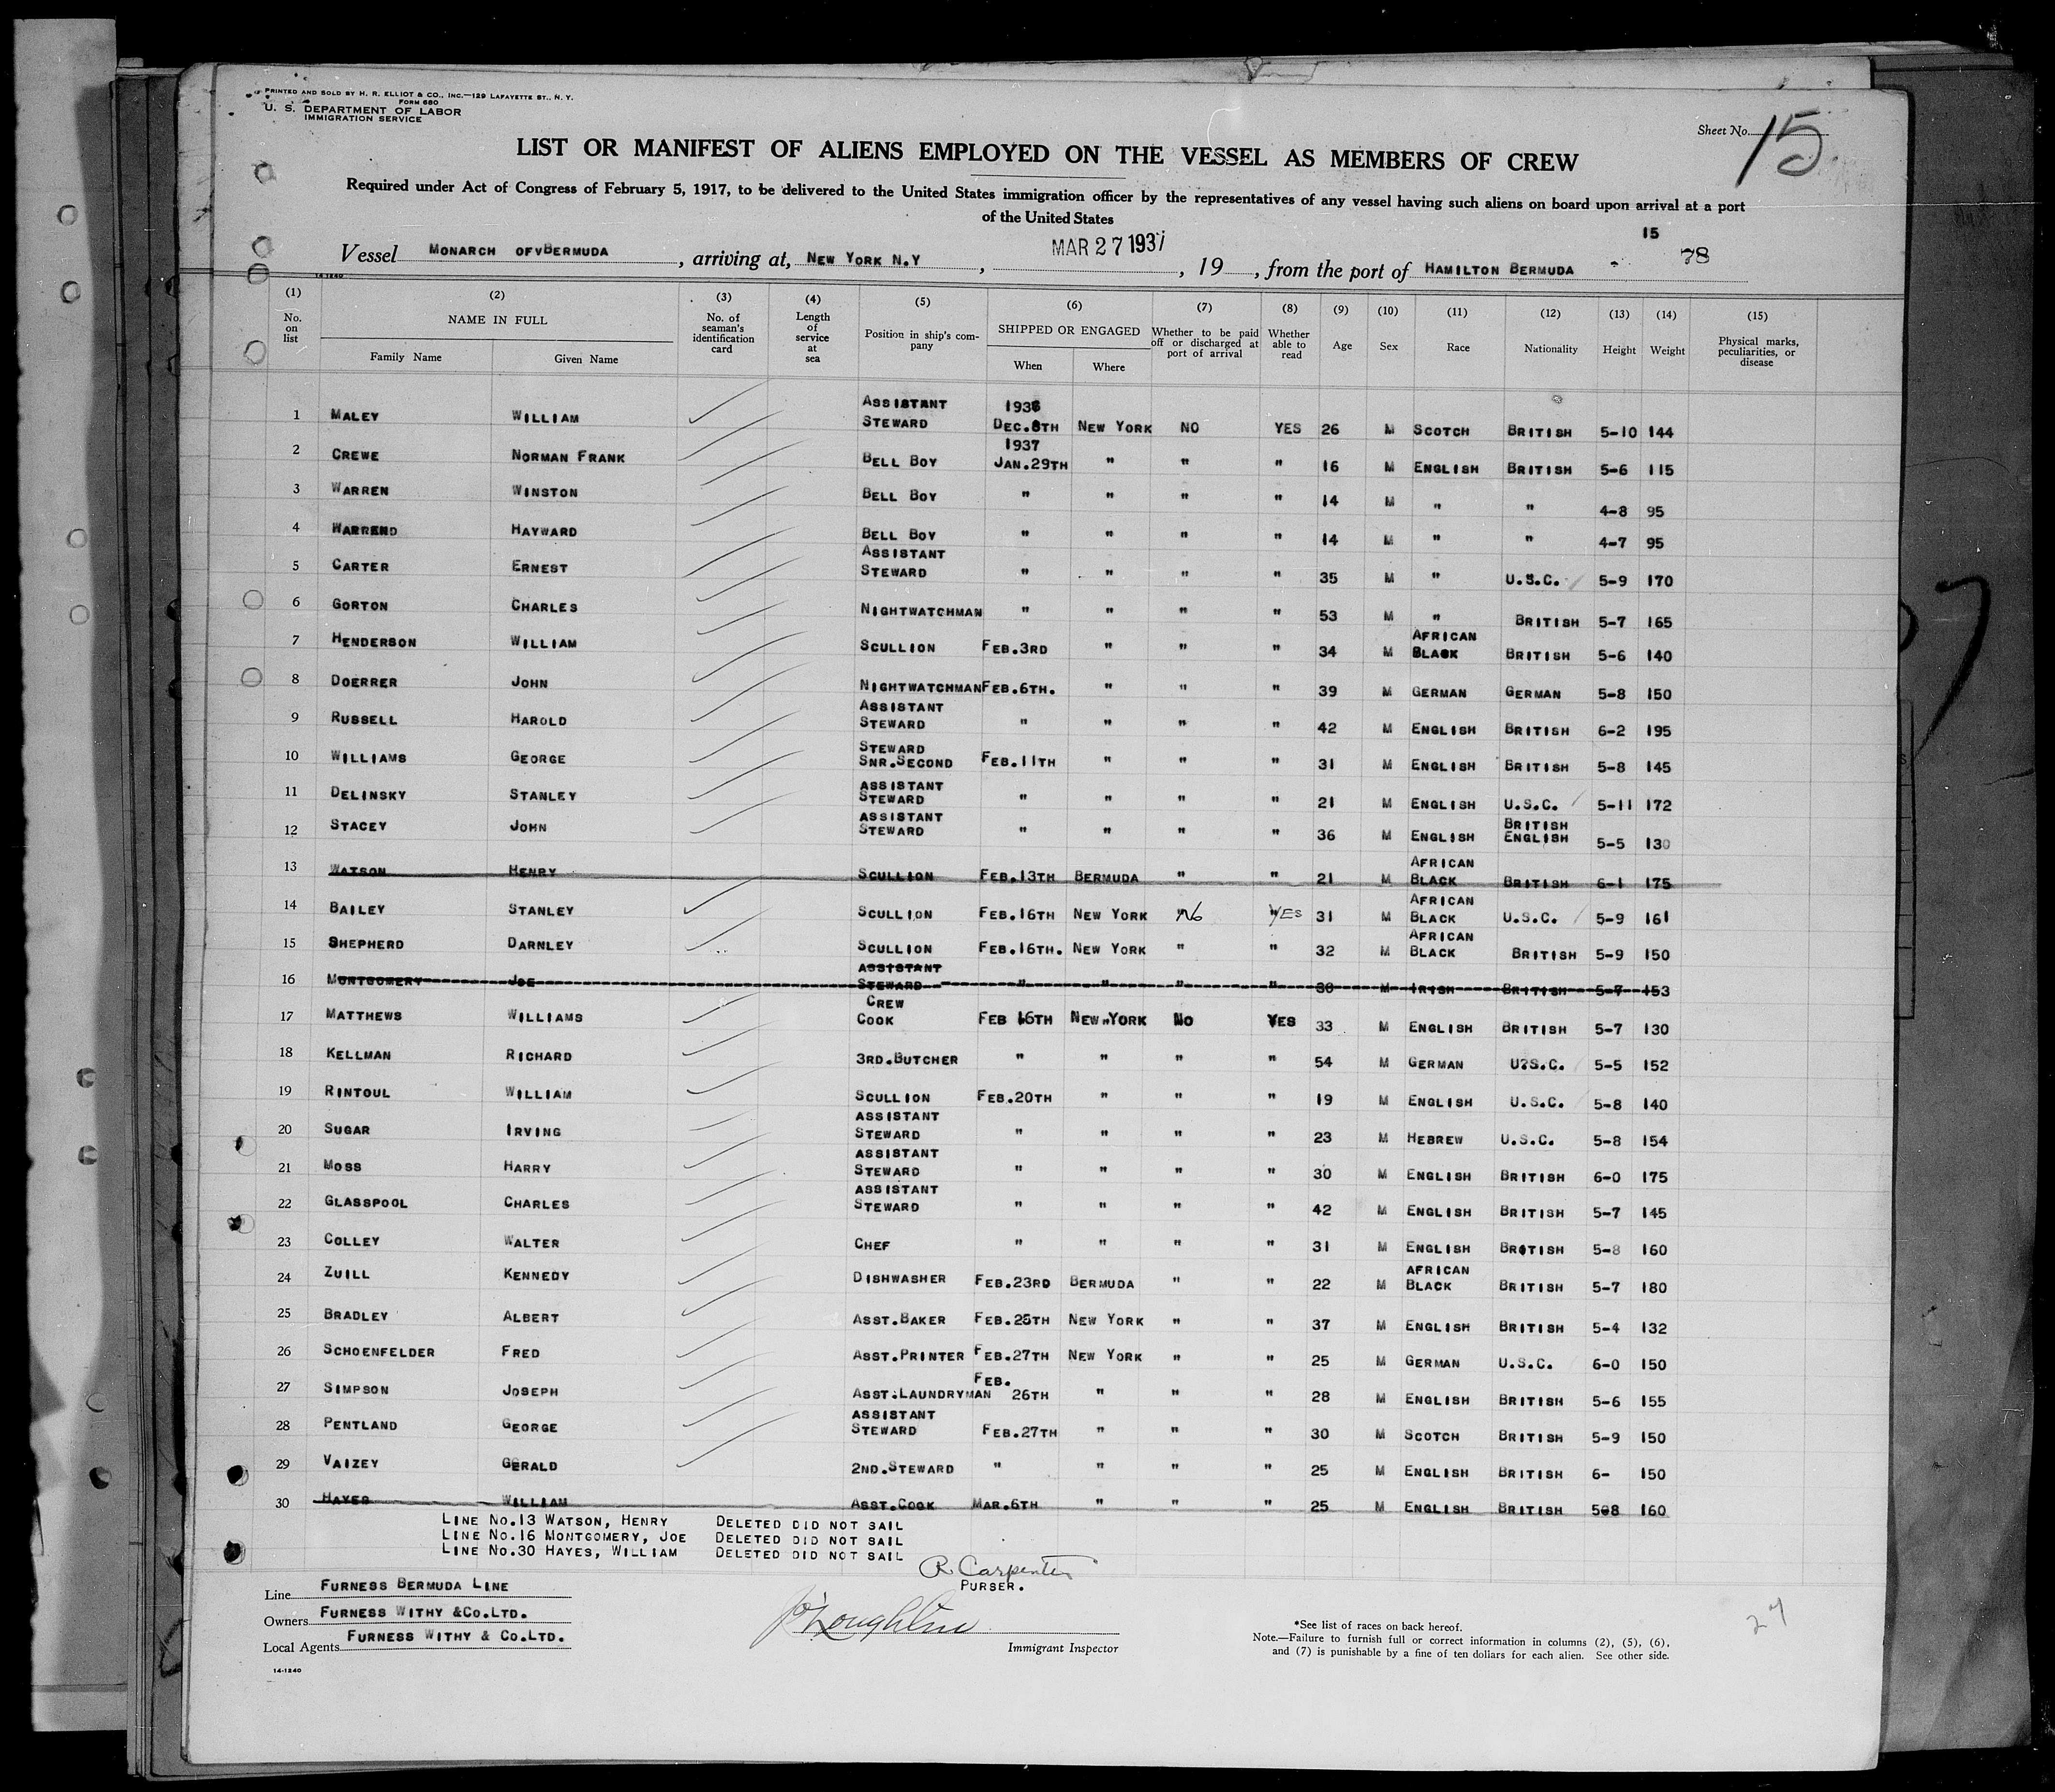 PRINTED AND SOLD BY H. R. ELLIOT & CO., INC.—129 LAFAYETTE ST., N. Y.
FORM 680
U. S. DEPARTMENT OF LABOR
IMMIGRATION SERVICE
Sheet No. 15
LIST OR MANIFEST OF ALIENS EMPLOYED ON THE VESSEL AS MEMBERS OF CREW
Required under Act of Congress of February 5, 1917, to be delivered to the United States immigration officer by the representatives of any vessel having such aliens on board upon arrival at a port
of the United States
15
Vessel MONARCH OFVBERMUDA, arriving at, NEW YORK N.Y, MAR 27 1937, 19, from the port of HAMILTON BERMUDA 78
14-1240
(1) (2) (3) (4) (5) (6) (7) (8) (9) (10) (11) (12) (13) (14) (15)
No. on list NAME IN FULL Family Name Given Name No. of seaman's identification card Length of service at sea Position in ship's company SHIPPED OR ENGAGED When Where Whether to be paid off or discharged at port of arrival Whether able to read Age Sex Race Nationality Height Weight Physical marks, peculiarities, or disease
1 MALEY WILLIAM ASSISTANT STEWARD 1936 DEC.8TH NEW YORK NO YES 26 M SCOTCH BRITISH 5-10 144
2 CREWE NORMAN FRANK BELL BOY 1937 JAN.29TH " " " 16 M ENGLISH BRITISH 5-6 115
3 WARREN WINSTON BELL BOY " " " " 14 M " " 4-8 95
4 WARREND HAYWARD BELL BOY " " " " 14 M " " 4-7 95
5 CARTER ERNEST ASSISTANT STEWARD " " " " 35 M " U.S.C. 5-9 170
6 GORTON CHARLES NIGHTWATCHMAN " " " " 53 M " BRITISH 5-7 165
7 HENDERSON WILLIAM SCULLION FEB.3RD " " " 34 M AFRICAN BLACK BRITISH 5-6 140
8 DOERRER JOHN NIGHTWATCHMAN FEB.6TH. " " " 39 M GERMAN GERMAN 5-8 150
9 RUSSELL HAROLD ASSISTANT STEWARD " " " " 42 M ENGLISH BRITISH 6-2 195
10 WILLIAMS GEORGE STEWARD SNR.SECOND FEB.11TH " " " 31 M ENGLISH BRITISH 5-8 145
11 DELINSKY STANLEY ASSISTANT STEWARD " " " " 21 M ENGLISH U.S.C. 5-11 172
12 STACEY JOHN ASSISTANT STEWARD " " " " 36 M ENGLISH BRITISH ENGLISH 5-5 130
13 WATSON HENRY SCULLION FEB.13TH BERMUDA " " 21 M AFRICAN BLACK BRITISH 6-1 175
14 BAILEY STANLEY SCULLION FEB.16TH NEW YORK No YES 31 M AFRICAN BLACK U.S.C. 5-9 161
15 SHEPHERD DARNLEY SCULLION FEB.16TH. NEW YORK " " 32 M AFRICAN BLACK BRITISH 5-9 150
16 MONTGOMERY JOE ASSISTANT STEWARD " " " " 30 M IRISH BRITISH 5-7 153
17 MATTHEWS WILLIAMS CREW COOK FEB 16TH NEW YORK NO YES 33 M ENGLISH BRITISH 5-7 130
18 KELLMAN RICHARD 3RD.BUTCHER " " " " 54 M GERMAN U?S.C. 5-5 152
19 RINTOUL WILLIAM SCULLION FEB.20TH " " " 19 M ENGLISH U.S.C. 5-8 140
20 SUGAR IRVING ASSISTANT STEWARD " " " " 23 M HEBREW U.S.C. 5-8 154
21 MOSS HARRY ASSISTANT STEWARD " " " " 30 M ENGLISH BRITISH 6-0 175
22 GLASSPOOL CHARLES ASSISTANT STEWARD " " " " 42 M ENGLISH BRITISH 5-7 145
23 COLLEY WALTER CHEF " " " " 31 M ENGLISH BRITISH 5-8 160
24 ZUILL KENNEDY DISHWASHER FEB.23RD BERMUDA " " 22 M AFRICAN BLACK BRITISH 5-7 180
25 BRADLEY ALBERT ASST.BAKER FEB.25TH NEW YORK " " 37 M ENGLISH BRITISH 5-4 132
26 SCHOENFELDER FRED ASST.PRINTER FEB.27TH NEW YORK " " 25 M GERMAN U.S.C. 6-0 150
27 SIMPSON JOSEPH ASST.LAUNDRYMAN FEB. 26TH " " " 28 M ENGLISH BRITISH 5-6 155
28 PENTLAND GEORGE ASSISTANT STEWARD FEB.27TH " " " 30 M SCOTCH BRITISH 5-9 150
29 VAIZEY GERALD 2ND.STEWARD " " " " 25 M ENGLISH BRITISH 6- 150
30 HAYES WILLIAM ASST.COOK MAR.6TH " " " 25 M ENGLISH BRITISH 508 160
LINE NO.13 WATSON, HENRY DELETED DID NOT SAIL
LINE NO.16 MONTGOMERY, JOE DELETED DID NOT SAIL
LINE NO.30 HAYES, WILLIAM DELETED DID NOT SAIL
R. Carpenter
PURSER.
Line FURNESS BERMUDA LINE
Owners FURNESS WITHY &CO.LTD.
Local Agents FURNESS WITHY & CO.LTD.
14-1240
Immigrant Inspector
*See list of races on back hereof.
Note.—Failure to furnish full or correct information in columns (2), (5), (6),
and (7) is punishable by a fine of ten dollars for each alien. See other side.
27